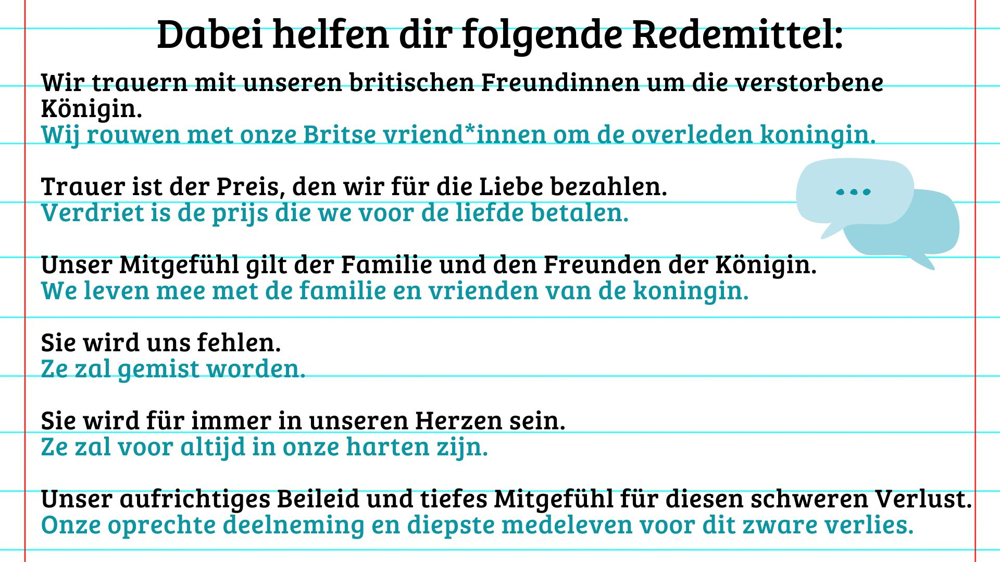 Dabei helfen dir folgende Redemittel:
Wir trauern mit unseren britischen Freundinnen um die verstorbene
Königin.
Wij rouwen met onze Britse vriend*innen om de overleden koningin.
Trauer ist der Preis, den wir für die Liebe bezahlen.
Verdriet is de prijs die we voor de liefde betalen.
Unser Mitgefühl gilt der Familie und den Freunden der Königin.
We leven mee met de familie en vrienden van de koningin.
Sie wird uns fehlen.
Ze zal gemist worden.
Sie wird für immer in unseren Herzen sein.
Ze zal voor altijd in onze harten zijn.
Unser aufrichtiges Beileid und tiefes Mitgefühl für diesen schweren Verlust.
Onze oprechte deelneming en diepste medeleven voor dit zware verlies.